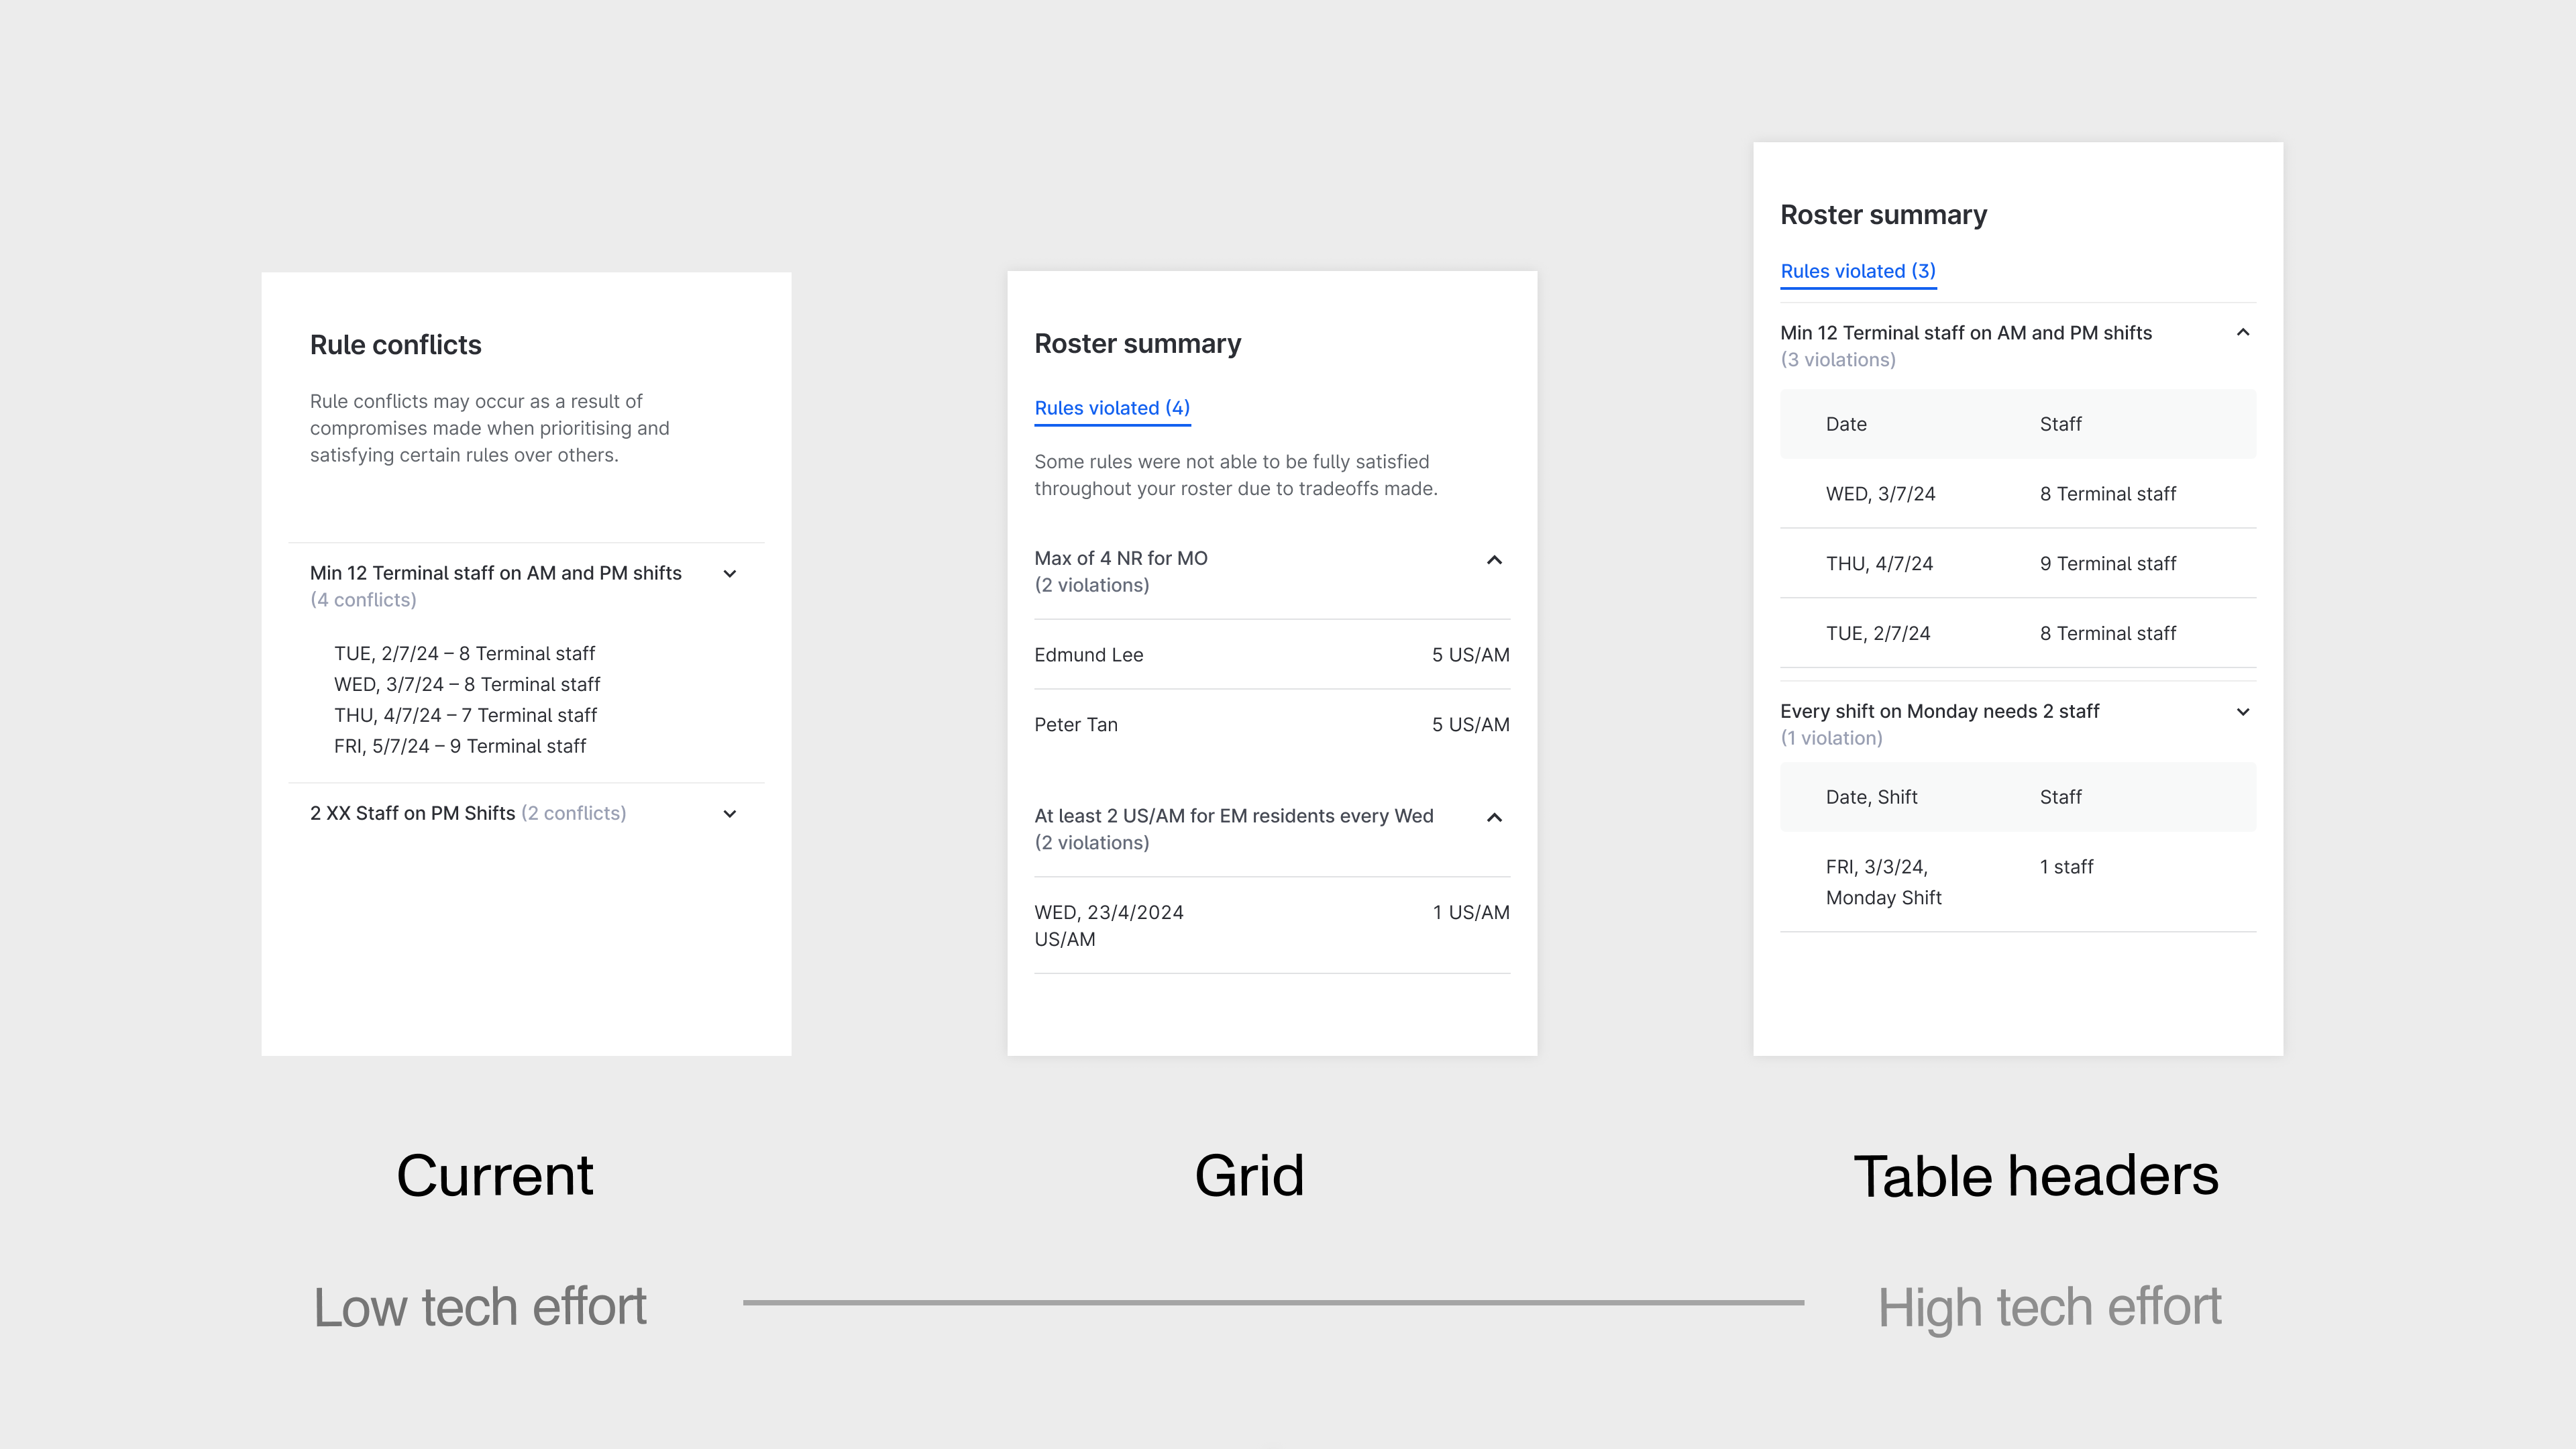 Rule conflicts
Rule conflicts may occur as a result of
compromises made when prioritising and
satisfying certain rules over others.
Min 12 Terminal staff on AM and PM shifts
(4 conflicts)
TUE, 2/7/24 – 8 Terminal staff
WED, 3/7/24 – 8 Terminal staff
THU, 4/7/24 – 7 Terminal staff
FRI, 5/7/24 – 9 Terminal staff
2 XX Staff on PM Shifts (2 conflicts)
Current
Roster summary
Rules violated (4)
Some rules were not able to be fully satisfied
throughout your roster due to tradeoffs made.
Max of 4 NR for MO
(2 violations)
Edmund Lee 5 US/AM
Peter Tan 5 US/AM
At least 2 US/AM for EM residents every Wed
(2 violations)
WED, 23/4/2024 1 US/AM
US/AM
Grid
Roster summary
Rules violated (3)
Min 12 Terminal staff on AM and PM shifts
(3 violations)
Date Staff
WED, 3/7/24 8 Terminal staff
THU, 4/7/24 9 Terminal staff
TUE, 2/7/24 8 Terminal staff
Every shift on Monday needs 2 staff
(1 violation)
Date, Shift Staff
FRI, 3/3/24, 1 staff
Monday Shift
Table headers
Low tech effort
High tech effort